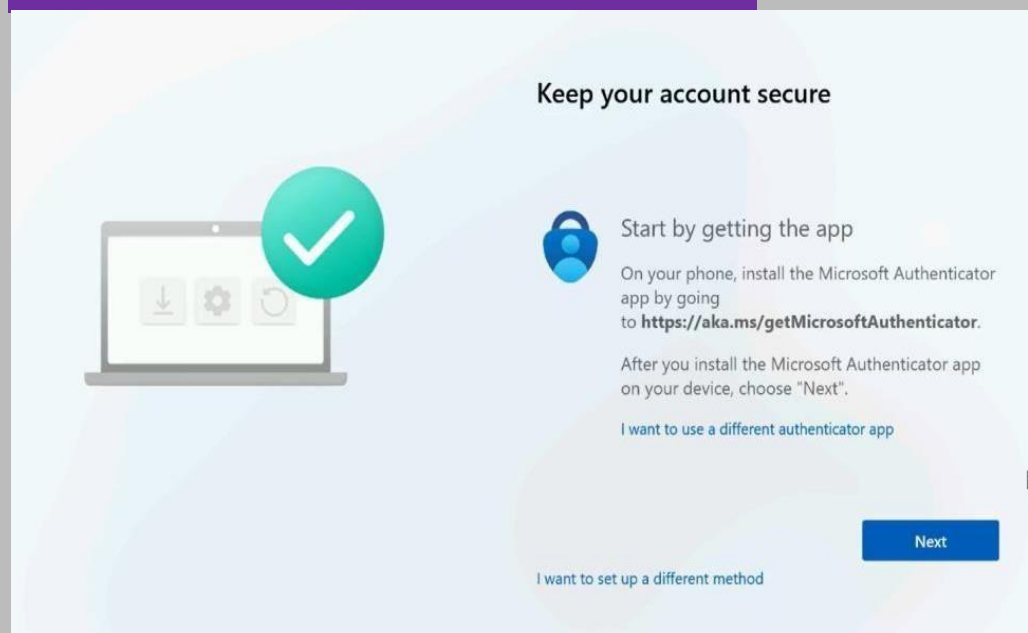 Keep your account secure
Start by getting the app
On your phone, install the Microsoft Authenticator
app by going
to https://aka.ms/getMicrosoftAuthenticator.
After you install the Microsoft Authenticator app
on your device, choose "Next".
I want to use a different authenticator app
Next
I want to set up a different method